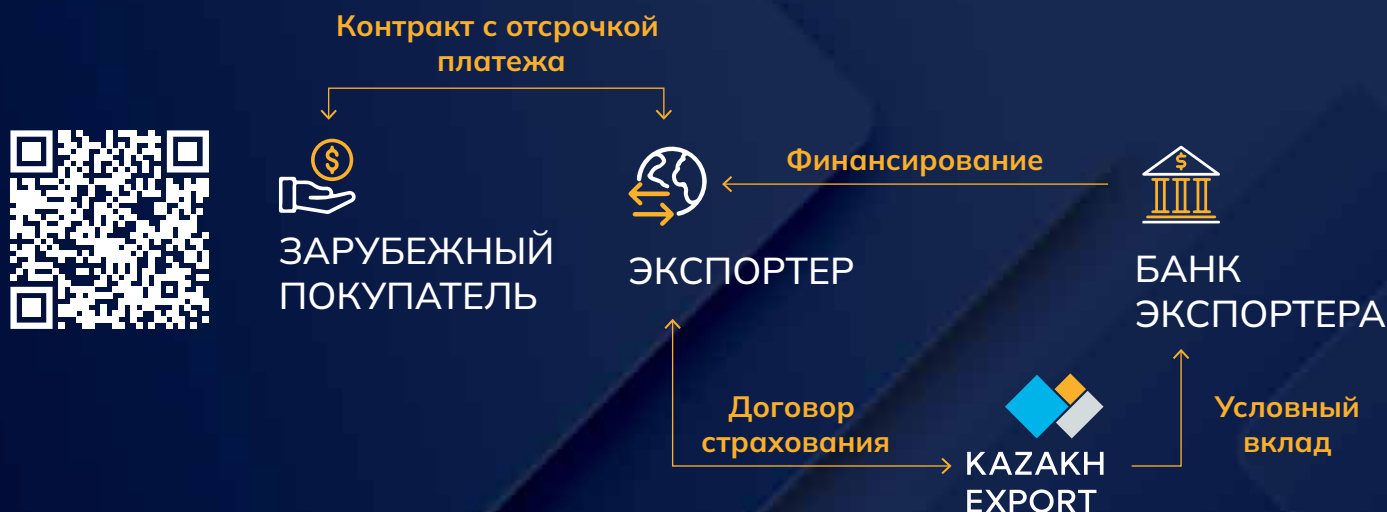 Контракт с отсрочкой
платежа
Финансирование
ЗАРУБЕЖНЫЙ
ПОКУПАТЕЛЬ
ЭКСПОРТЕР
БАНК
ЭКСПОРТЕРА
Договор
страхования
KAZAKH
EXPORT
Условный
вклад